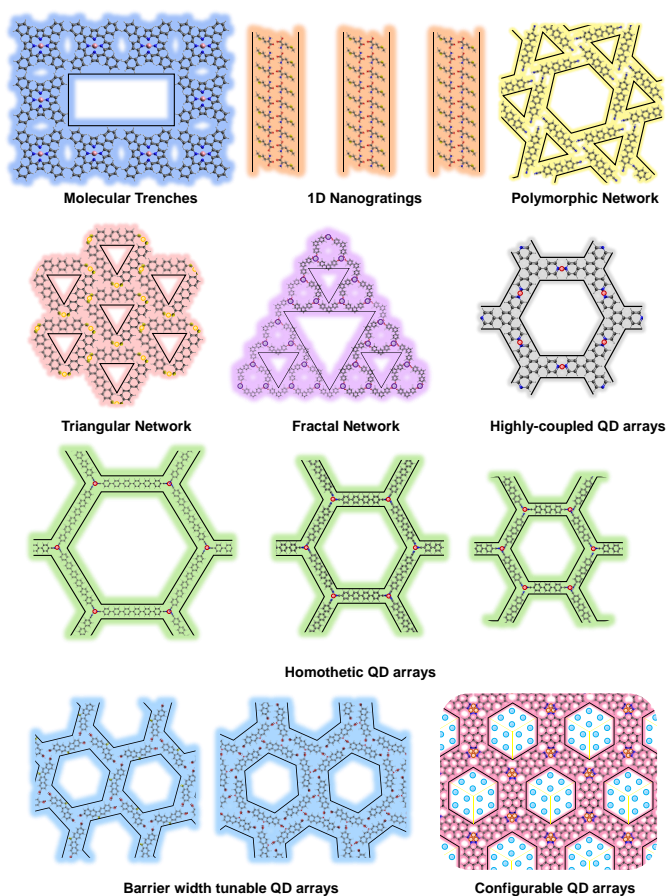 Molecular Trenches
1D Nanogratings
Polymorphic Network
Triangular Network
Fractal Network
Highly-coupled QD arrays
Homothetic QD arrays
Barrier width tunable QD arrays
Configurable QD arrays